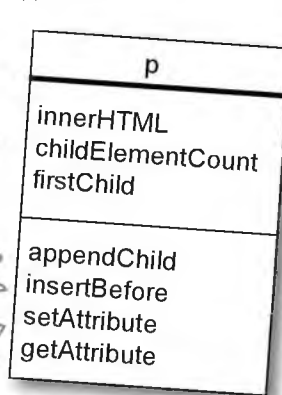 p
innerHTML
childElementCount
firstChild
appendChild
insertBefore
setAttribute
getAttribute